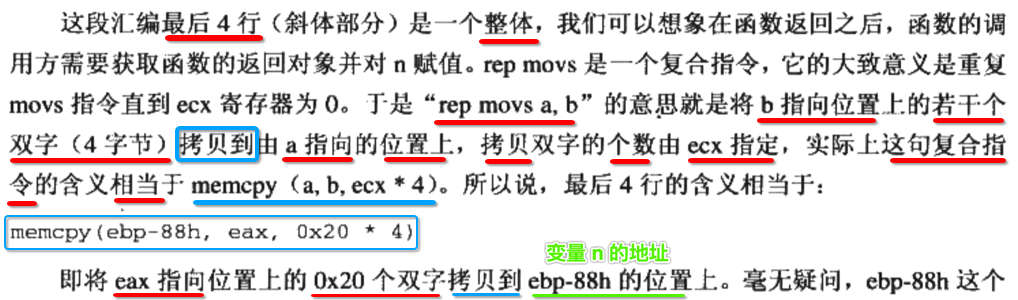 这段汇编最后 4 行（斜体部分）是一个整体，我们可以想象在函数返回之后，函数的调
用方需要获取函数的返回对象并对 n 赋值。rep movs 是一个复合指令，它的大致意义是重复
movs 指令直到 ecx 寄存器为 0。于是“rep movs a, b”的意思就是将 b 指向位置上的若干个
双字（4 字节）拷贝到由 a 指向的位置上，拷贝双字的个数由 ecx 指定，实际上这句复合指
令的含义相当于 memcpy（a, b, ecx * 4）。所以说，最后 4 行的含义相当于：
memcpy(ebp-88h, eax, 0x20 * 4)
变量 n 的地址
即将 eax 指向位置上的 0x20 个双字拷贝到 ebp-88h 的位置上。毫无疑问，ebp-88h 这个